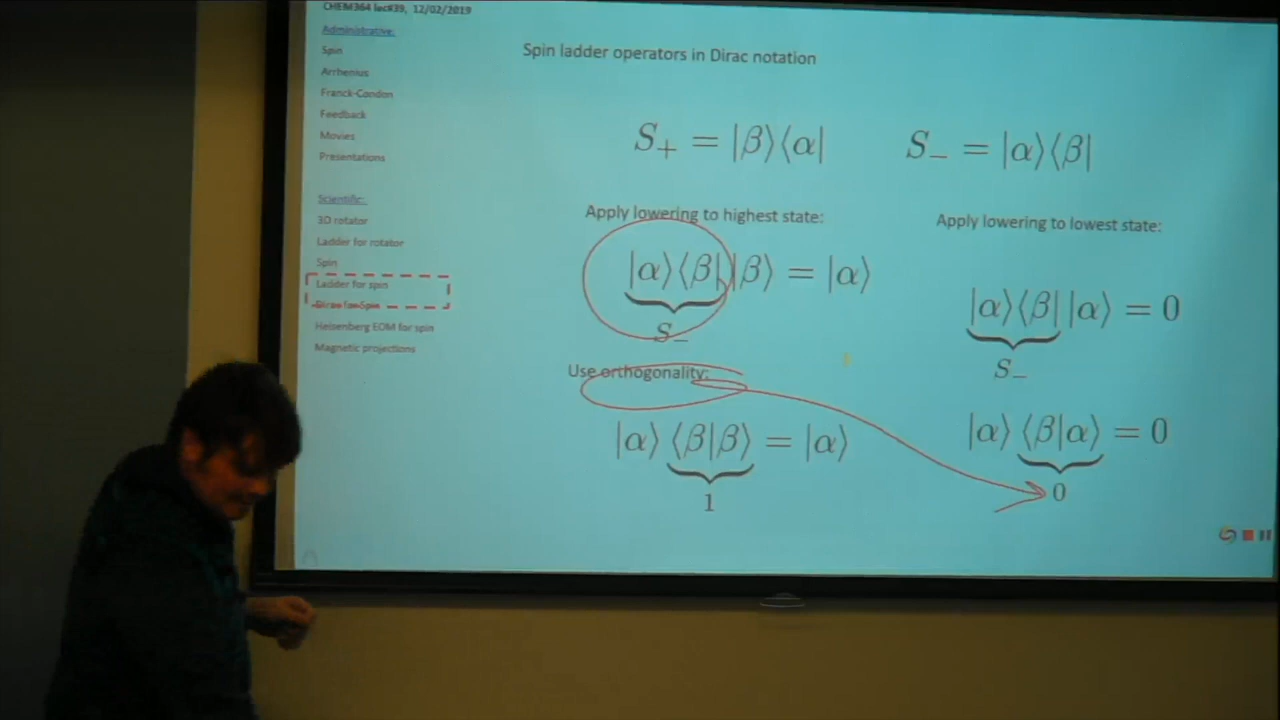 CHEM364 lec#39, 12/02/2019
Administrative:
Spin
Arrhenius
Franck-Condon
Feedback
Movies
Presentations
Scientific:
3D rotator
Ladder for rotator
Spin
Ladder for spin
Dirac for Spin
Heisenberg EOM for spin
Magnetic projections
Spin ladder operators in Dirac notation
S₊ = |β⟩⟨α|
S₋ = |α⟩⟨β|
Apply lowering to highest state:
|α⟩⟨β| |β⟩ = |α⟩
S₋
Use orthogonality:
|α⟩ ⟨β|β⟩ = |α⟩
1
Apply lowering to lowest state:
|α⟩⟨β| |α⟩ = 0
S₋
|α⟩ ⟨β|α⟩ = 0
0